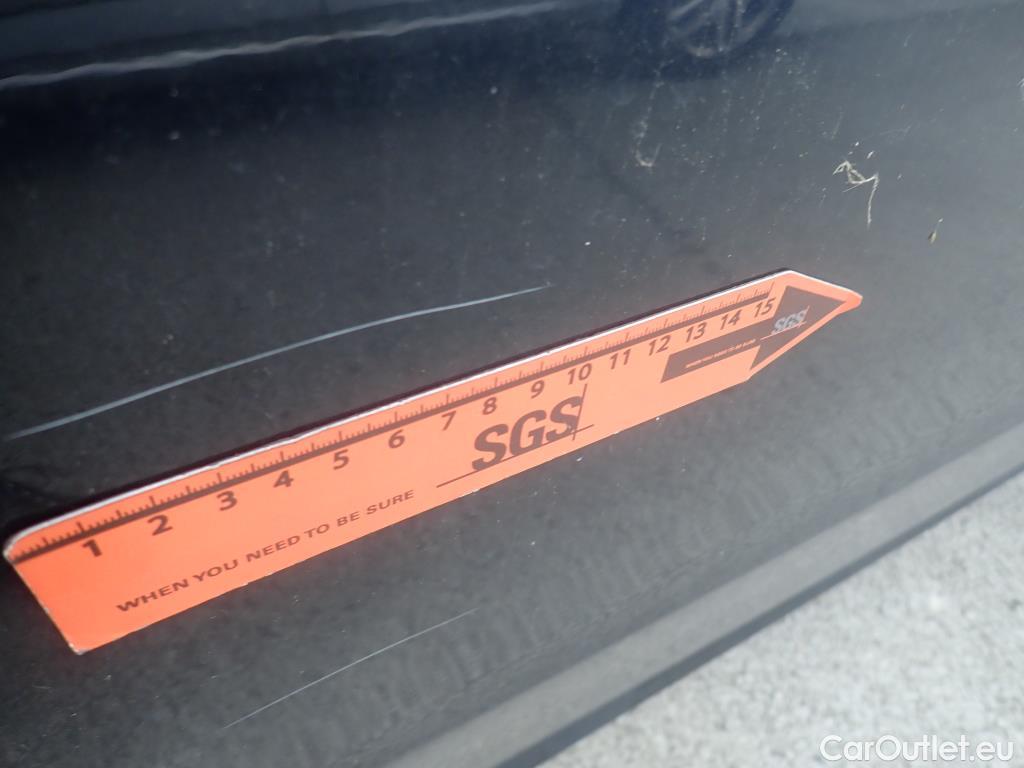 1 2 3 4 5 6 7 8 9 10 11 12 13 14 15
SGS
WHEN YOU NEED TO BE SURE
SGS
CarOutlet.eu